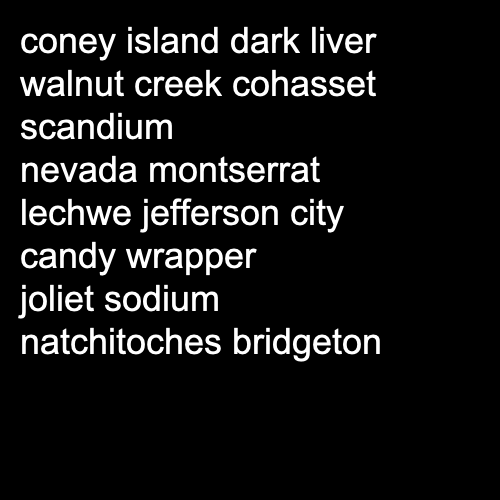 coney island dark liver
walnut creek cohasset
scandium
nevada montserrat
lechwe jefferson city
candy wrapper
joliet sodium
natchitoches bridgeton